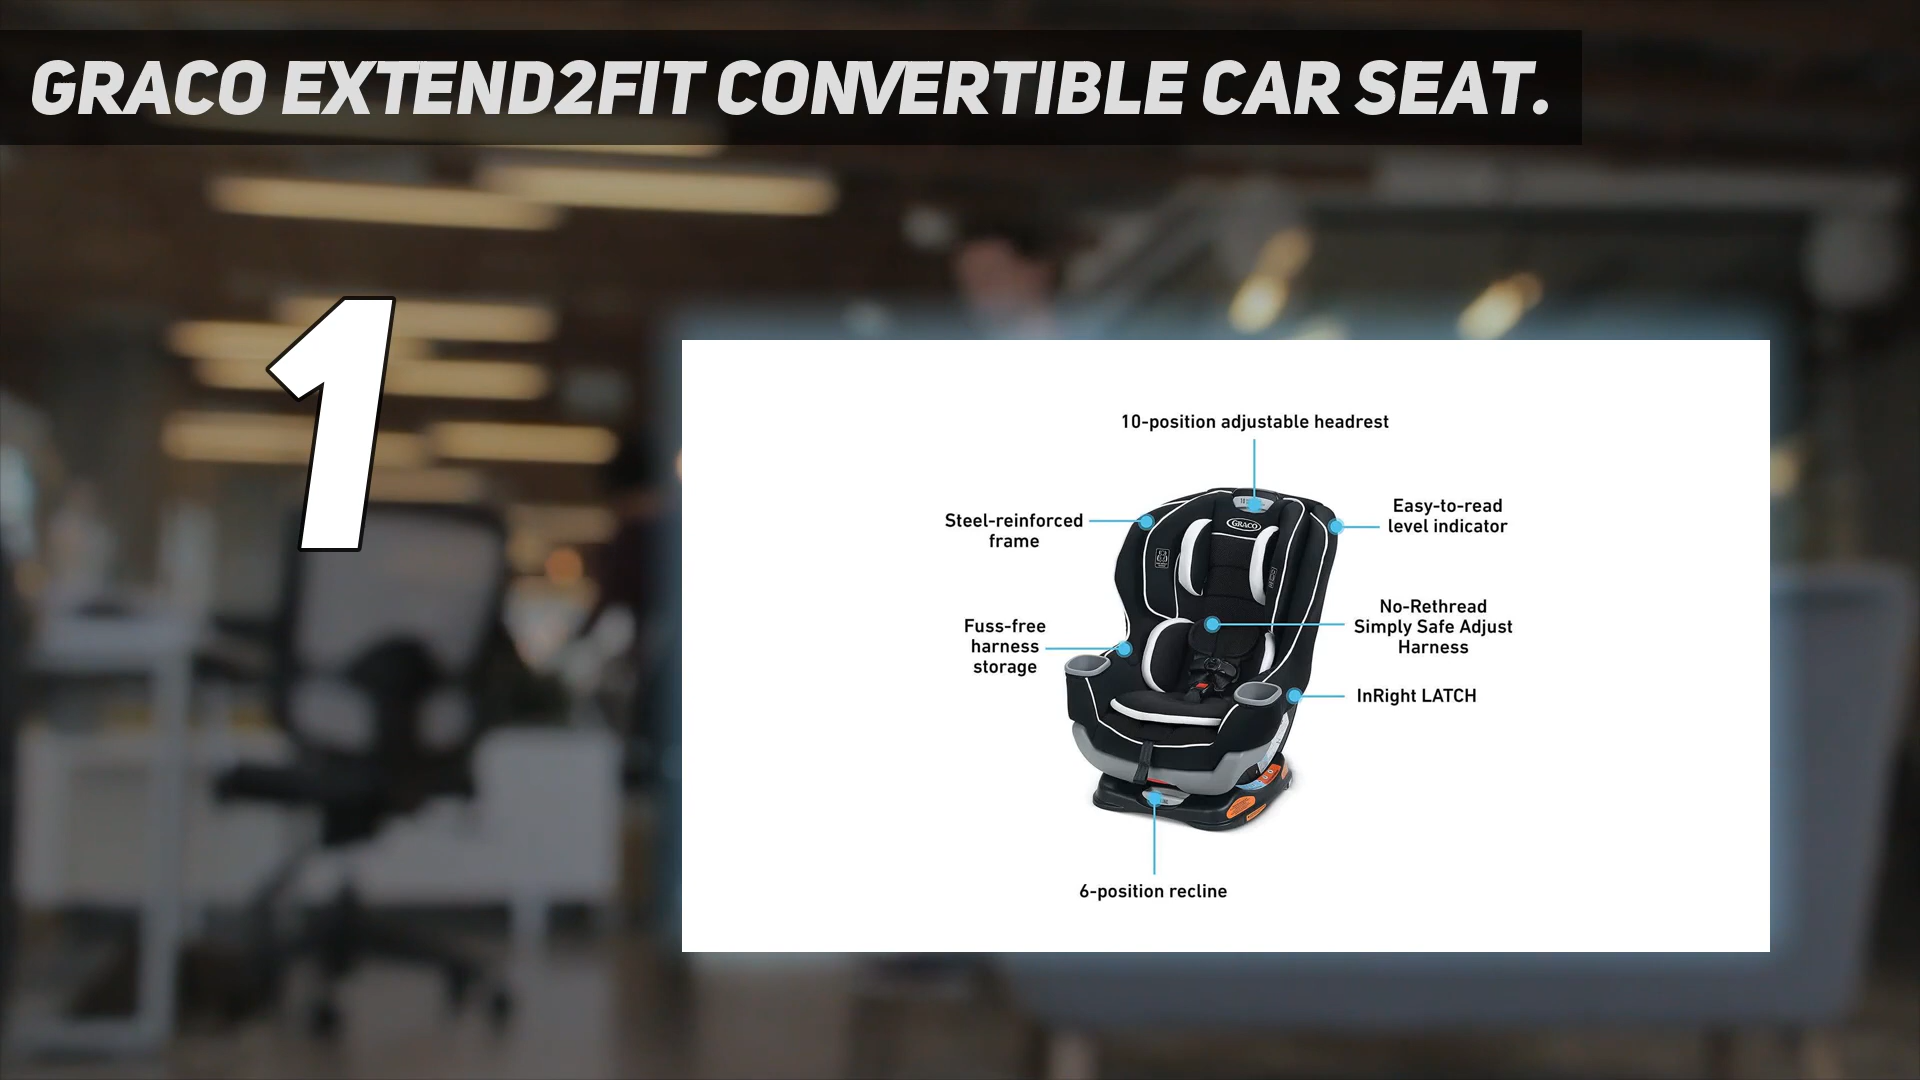 GRACO EXTEND2FIT CONVERTIBLE CAR SEAT.
1
10-position adjustable headrest
Steel-reinforced
frame
Easy-to-read
level indicator
GRACO
No-Rethread
Simply Safe Adjust
Harness
Fuss-free
harness
storage
InRight LATCH
6-position recline